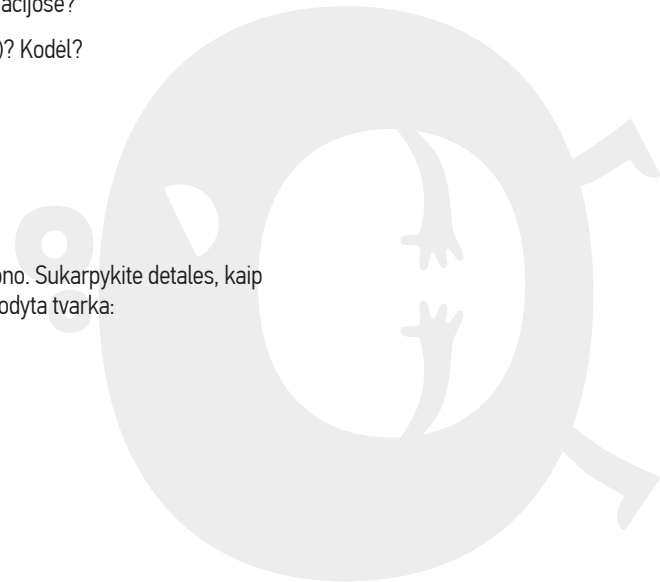 acijose?
)? Kodėl?
ono. Sukarpykite detales, kaip
odyta tvarka: